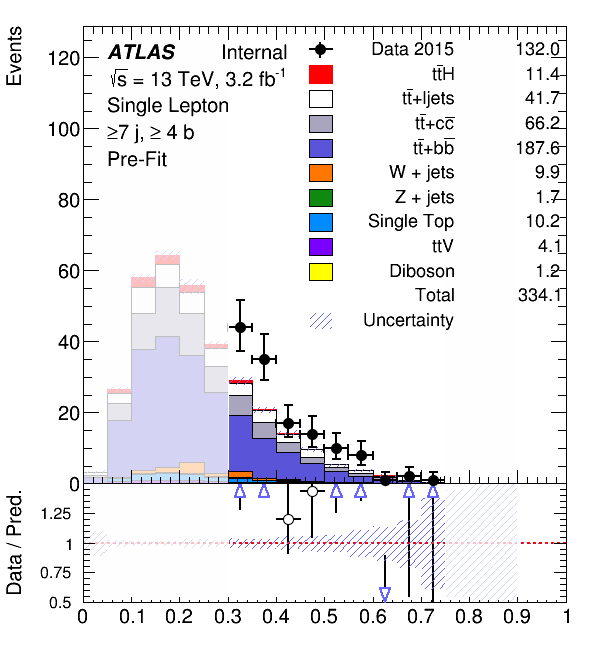 Events
120
100
80
60
40
20
0
ATLAS Internal
√s = 13 TeV, 3.2 fb-1
Single Lepton
≥7 j, ≥ 4 b
Pre-Fit
Data 2015 132.0
tt̄H 11.4
tt̄+ljets 41.7
tt̄+cc̄ 66.2
tt̄+bb̄ 187.6
W + jets 9.9
Z + jets 1.7
Single Top 10.2
ttV 4.1
Diboson 1.2
Total 334.1
Uncertainty
Data / Pred.
1.25
1
0.75
0.5
0 0.1 0.2 0.3 0.4 0.5 0.6 0.7 0.8 0.9 1